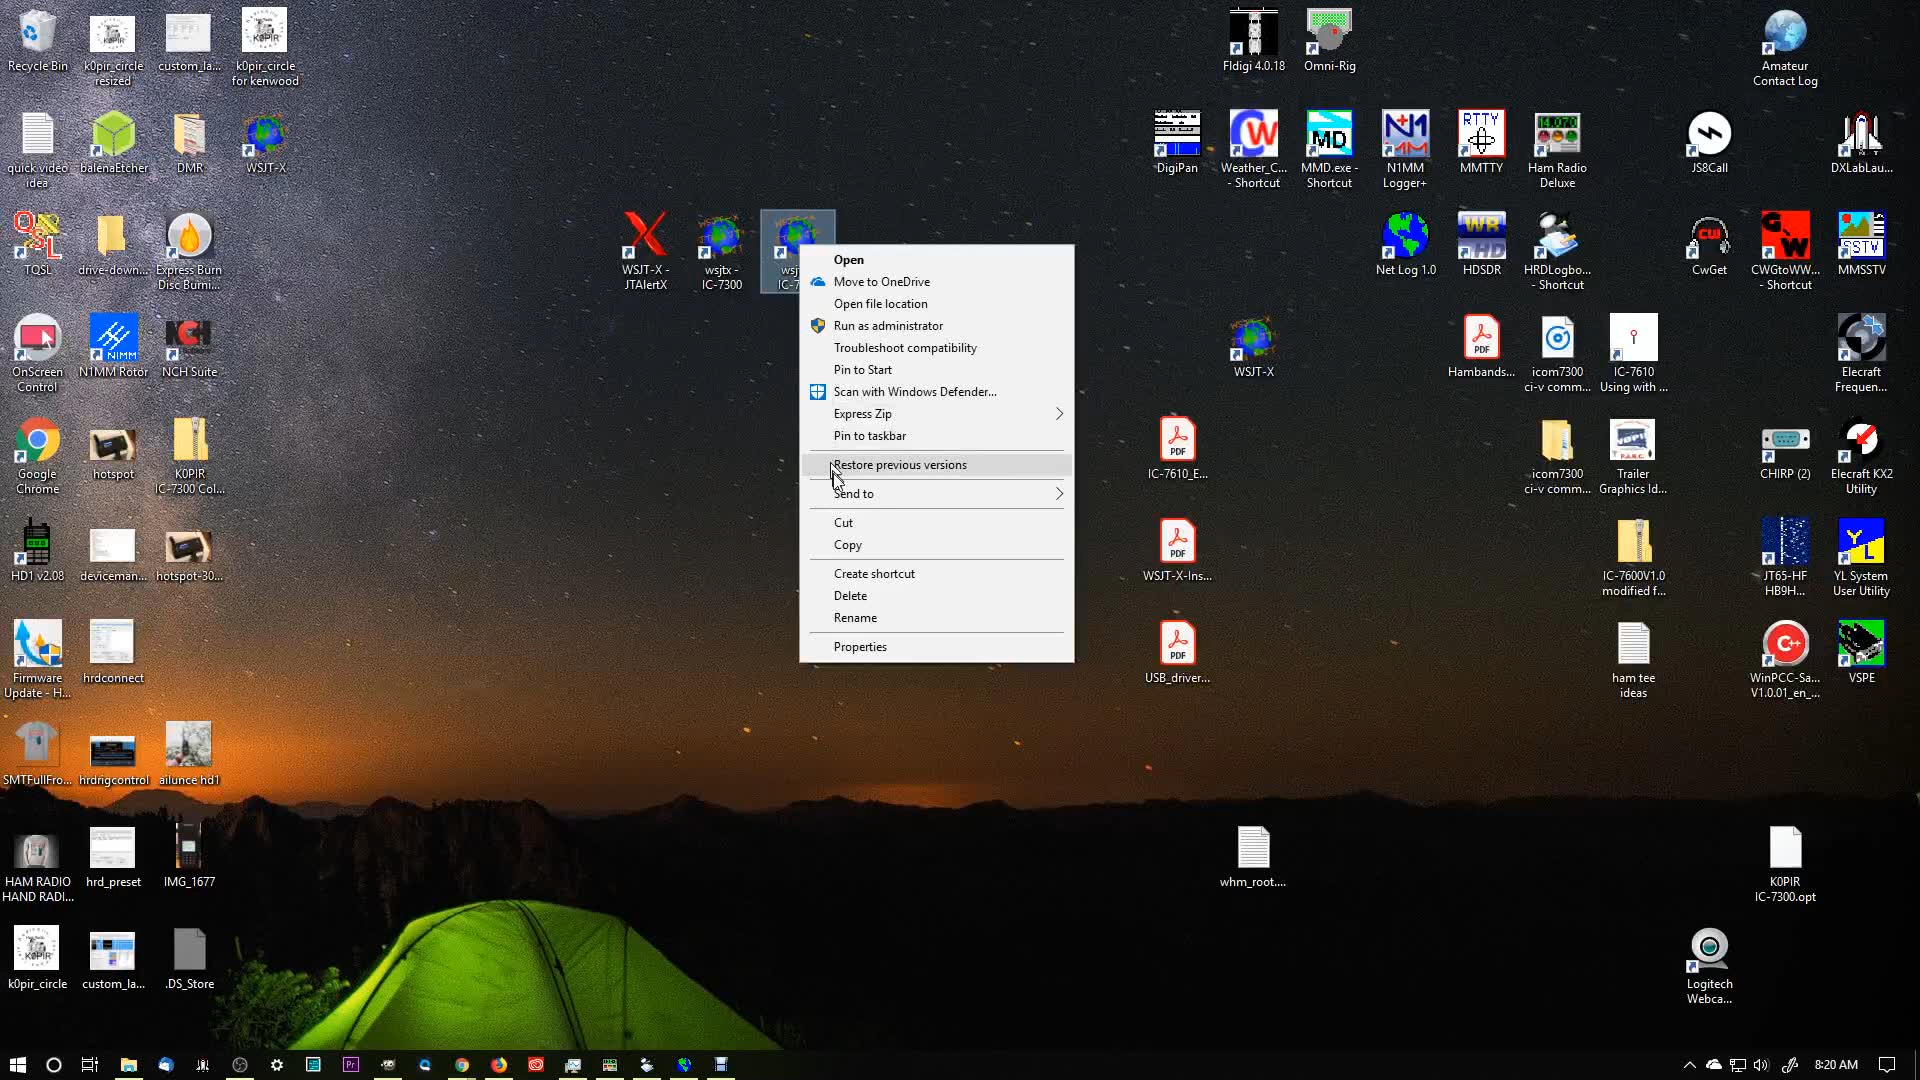 Recycle Bin
k0pir_circle
resized
custom_la...
k0pir_circle
for kenwood
Fldigi 4.0.18
Omni-Rig
Amateur
Contact Log
quick video
idea
balenaEtcher
DMR
WSJT-X
DigiPan
Weather_C...
- Shortcut
MMD.exe -
Shortcut
N1MM
Logger+
MMTTY
Ham Radio
Deluxe
JS8Call
DXLabLau...
TQSL
drive-down...
Express Burn
Disc Burni...
WSJT-X -
JTAlertX
wsjtx -
IC-7300
Net Log 1.0
HDSDR
HRDLogbo...
- Shortcut
CwGet
CWGtoWW...
- Shortcut
MMSSTV
Open
Move to OneDrive
Open file location
Run as administrator
Troubleshoot compatibility
Pin to Start
Scan with Windows Defender...
Express Zip
Pin to taskbar
Restore previous versions
Send to
Cut
Copy
Create shortcut
Delete
Rename
Properties
OnScreen
Control
N1MM Rotor
NCH Suite
WSJT-X
Hambands...
icom7300
ci-v comm...
IC-7610
Using with ...
Elecraft
Frequen...
Google
Chrome
hotspot
K0PIR
IC-7300 Col...
IC-7610_E...
icom7300
ci-v comm...
Trailer
Graphics Id...
CHIRP (2)
Elecraft KX2
Utility
HD1 v2.08
deviceman...
hotspot-30...
WSJT-X-Ins...
IC-7600V1.0
modified f...
JT65-HF
HB9H...
YL System
User Utility
Firmware
Update - H...
hrdconnect
USB_driver...
ham tee
ideas
WinPCC-Sa...
V1.0.01_en_...
VSPE
SMTFullFro...
hrdrigcontrol
ailunce hd1
HAM RADIO
HAND RADI...
hrd_preset
IMG_1677
whm_root....
K0PIR
IC-7300.opt
k0pir_circle
custom_la...
.DS_Store
Logitech
Webca...
8:20 AM